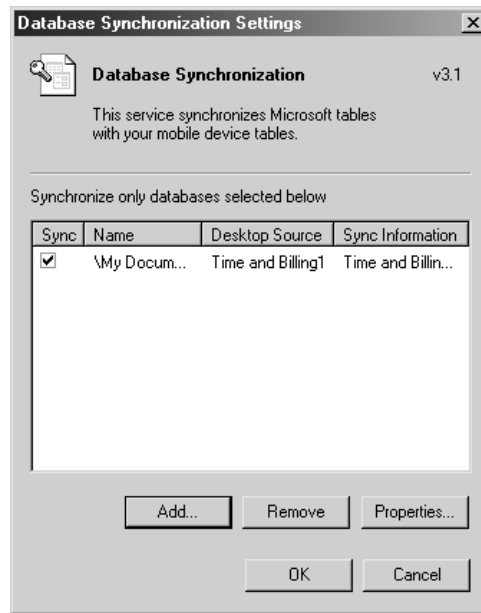 Database Synchronization Settings
Database Synchronization v3.1
This service synchronizes Microsoft tables
with your mobile device tables.
Synchronize only databases selected below
Sync Name Desktop Source Sync Information
\My Docum... Time and Billing1 Time and Billin...
Add... Remove Properties...
OK Cancel